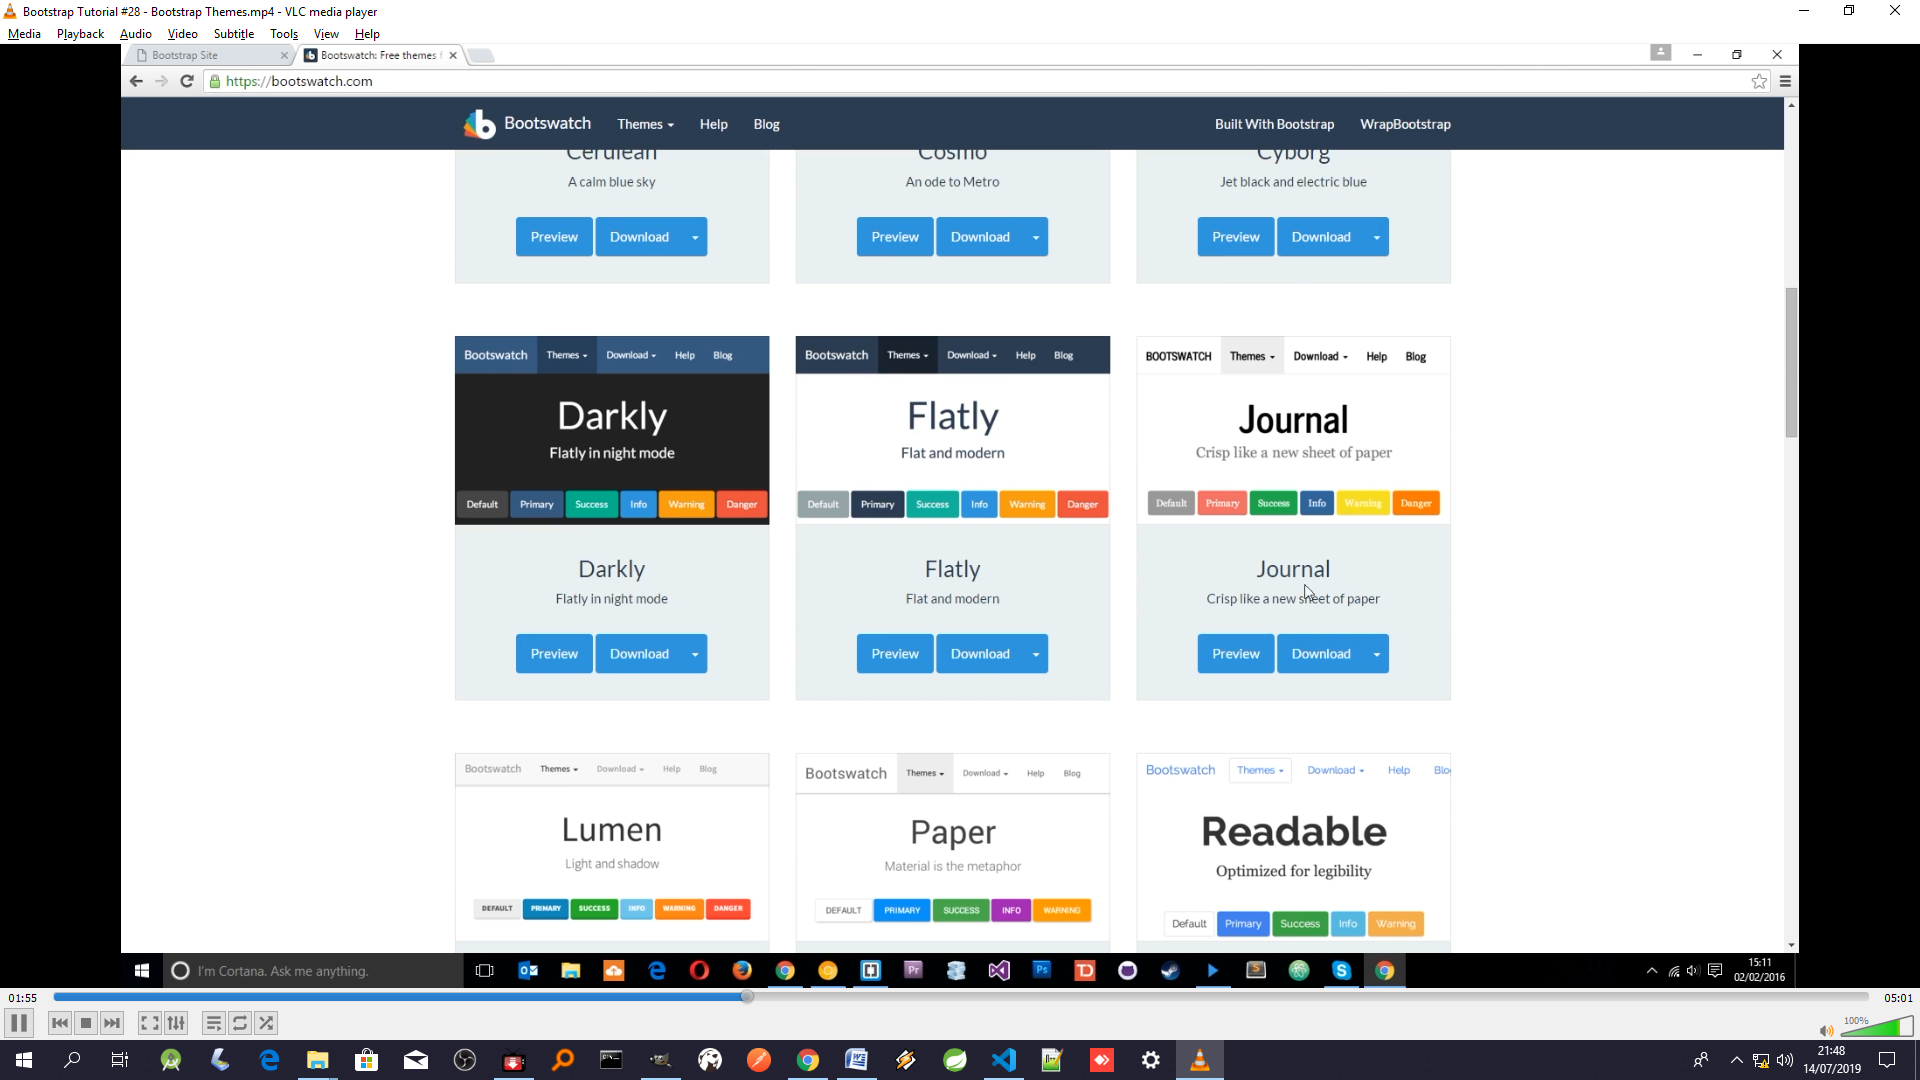 Bootstrap Tutorial #28 - Bootstrap Themes.mp4 - VLC media player
Media Playback Audio Video Subtitle Tools View Help
Bootstrap Site
Bootswatch: Free themes
https://bootswatch.com
Bootswatch Themes Help Blog Built With Bootstrap WrapBootstrap
Cerulean Cosmo Cyborg
A calm blue sky An ode to Metro Jet black and electric blue
Preview Download Preview Download Preview Download
Bootswatch Themes Download Help Blog Bootswatch Themes Download Help Blog BOOTSWATCH Themes Download Help Blog
Darkly Flatly Journal
Flatly in night mode Flat and modern Crisp like a new sheet of paper
Default Primary Success Info Warning Danger Default Primary Success Info Warning Danger Default Primary Success Info Warning Danger
Darkly Flatly Journal
Flatly in night mode Flat and modern Crisp like a new sheet of paper
Preview Download Preview Download Preview Download
Bootswatch Themes Download Help Blog Bootswatch Themes Download Help Blog Bootswatch Themes Download Help Blo
Lumen Paper Readable
Light and shadow Material is the metaphor Optimized for legibility
DEFAULT PRIMARY SUCCESS INFO WARNING DANGER DEFAULT PRIMARY SUCCESS INFO WARNING Default Primary Success Info Warning
I'm Cortana. Ask me anything.
Pr
Ps
15:11
02/02/2016
01:55
05:01
100%
21:48
14/07/2019